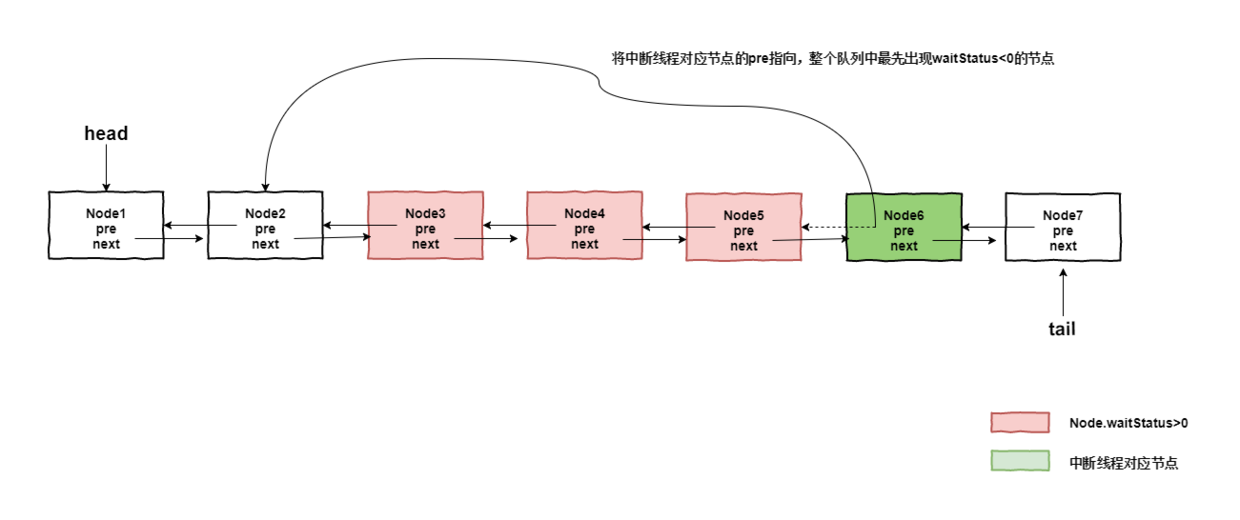 将中断线程对应节点的pre指向，整个队列中最先出现waitStatus<0的节点
head
Node1
pre
next
Node2
pre
next
Node3
pre
next
Node4
pre
next
Node5
pre
next
Node6
pre
next
Node7
pre
next
tail
Node.waitStatus>0
中断线程对应节点